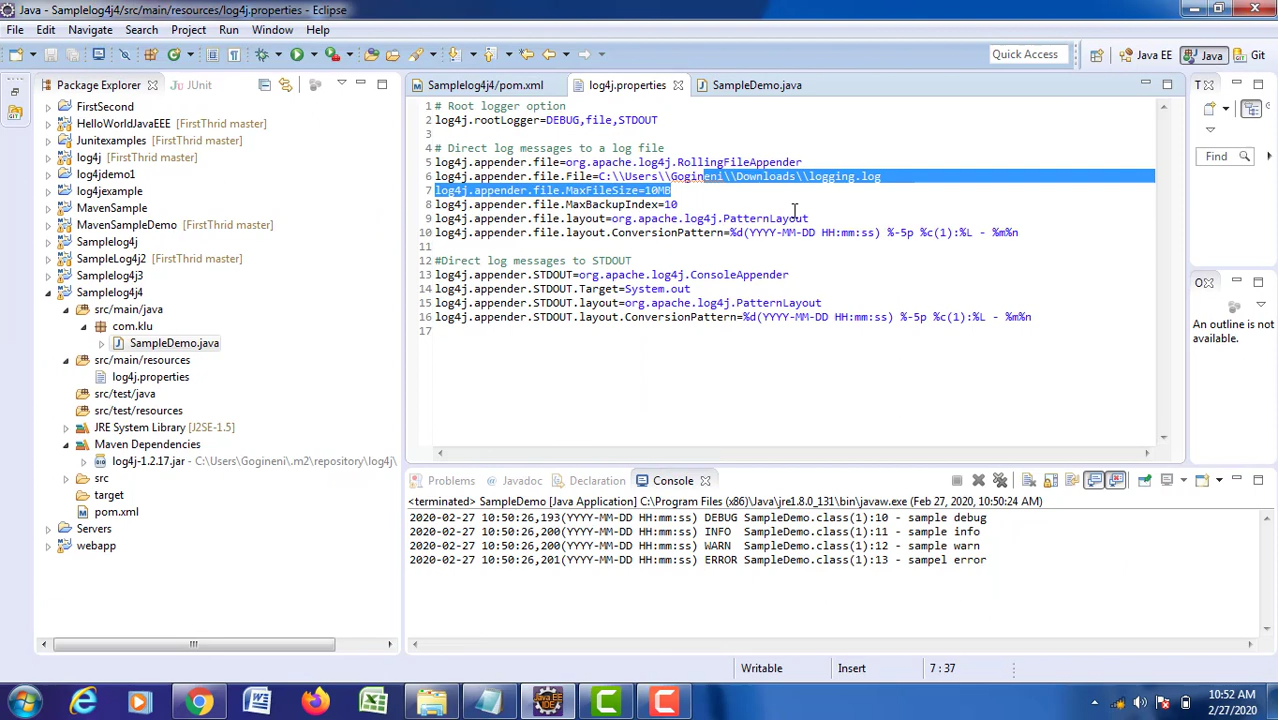 Java - Samplelog4j4/src/main/resources/log4j.properties - Eclipse
File Edit Navigate Search Project Run Window Help
Quick Access Java EE Java Git
Package Explorer JUnit
FirstSecond
HelloWorldJavaEEE [FirstThrid master]
Junitexamples [FirstThrid master]
log4j [FirstThrid master]
log4jdemo1
log4jexample
MavenSample [FirstThrid master]
MavenSampleDemo [FirstThrid master]
Samplelog4j
SampleLog4j2 [FirstThrid master]
Samplelog4j3
Samplelog4j4
src/main/java
com.klu
SampleDemo.java
src/main/resources
log4j.properties
src/test/java
src/test/resources
JRE System Library [J2SE-1.5]
Maven Dependencies
log4j-1.2.17.jar - C:\Users\Gogineni\.m2\repository\log4j\
src
target
pom.xml
Servers
webapp
Samplelog4j4/pom.xml log4j.properties SampleDemo.java
1 # Root logger option
2 log4j.rootLogger=DEBUG,file,STDOUT
3
4 # Direct log messages to a log file
5 log4j.appender.file=org.apache.log4j.RollingFileAppender
6 log4j.appender.file.File=C:\\Users\\Gogineni\\Downloads\\logging.log
7 log4j.appender.file.MaxFileSize=10MB
8 log4j.appender.file.MaxBackupIndex=10
9 log4j.appender.file.layout=org.apache.log4j.PatternLayout
10 log4j.appender.file.layout.ConversionPattern=%d(YYYY-MM-DD HH:mm:ss) %-5p %c(1):%L - %m%n
11
12 #Direct log messages to STDOUT
13 log4j.appender.STDOUT=org.apache.log4j.ConsoleAppender
14 log4j.appender.STDOUT.Target=System.out
15 log4j.appender.STDOUT.layout=org.apache.log4j.PatternLayout
16 log4j.appender.STDOUT.layout.ConversionPattern=%d(YYYY-MM-DD HH:mm:ss) %-5p %c(1):%L - %m%n
17
T
Find
O
An outline is not
available.
Problems Javadoc Declaration Console
<terminated> SampleDemo [Java Application] C:\Program Files (x86)\Java\jre1.8.0_131\bin\javaw.exe (Feb 27, 2020, 10:50:24 AM)
2020-02-27 10:50:26,193(YYYY-MM-DD HH:mm:ss) DEBUG SampleDemo.class(1):10 - sample debug
2020-02-27 10:50:26,200(YYYY-MM-DD HH:mm:ss) INFO  SampleDemo.class(1):11 - sample info
2020-02-27 10:50:26,200(YYYY-MM-DD HH:mm:ss) WARN  SampleDemo.class(1):12 - sample warn
2020-02-27 10:50:26,201(YYYY-MM-DD HH:mm:ss) ERROR SampleDemo.class(1):13 - sampel error
Writable Insert 7 : 37
10:52 AM
2/27/2020